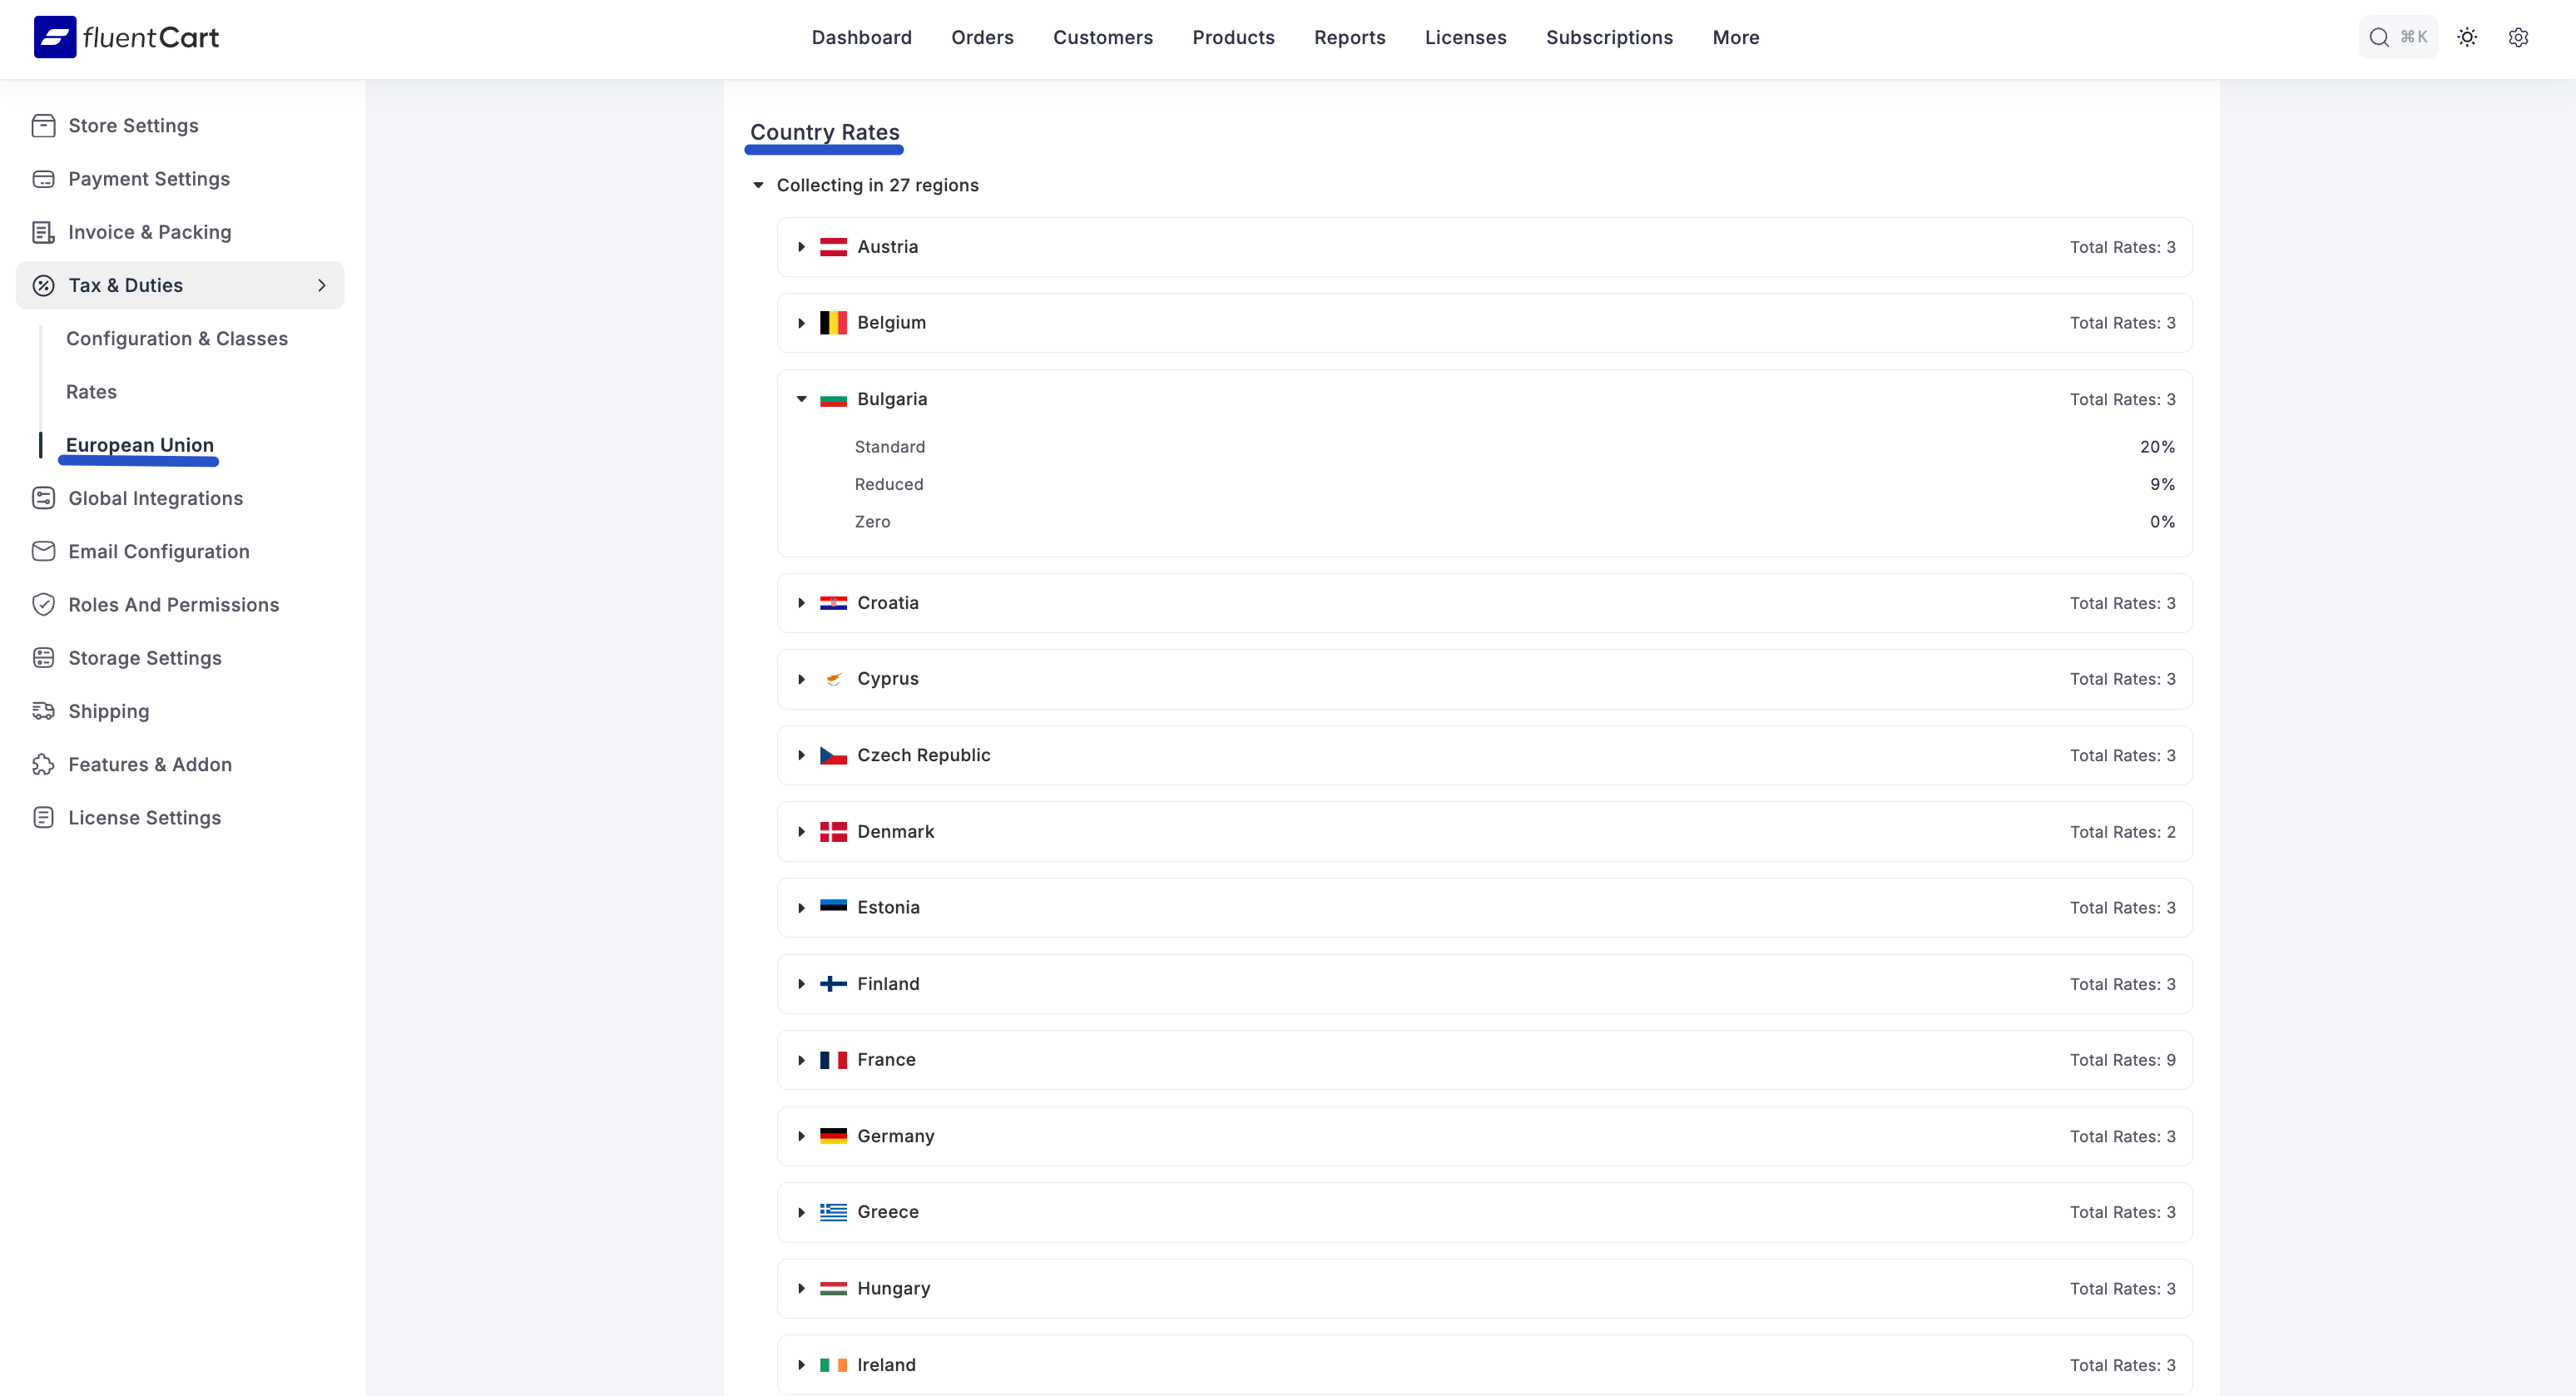 fluentCart
Dashboard Orders Customers Products Reports Licenses Subscriptions More
⌘K
Store Settings
Payment Settings
Invoice & Packing
Tax & Duties
Configuration & Classes
Rates
European Union
Global Integrations
Email Configuration
Roles And Permissions
Storage Settings
Shipping
Features & Addon
License Settings
Country Rates
Collecting in 27 regions
Austria Total Rates: 3
Belgium Total Rates: 3
Bulgaria Total Rates: 3
Standard 20%
Reduced 9%
Zero 0%
Croatia Total Rates: 3
Cyprus Total Rates: 3
Czech Republic Total Rates: 3
Denmark Total Rates: 2
Estonia Total Rates: 3
Finland Total Rates: 3
France Total Rates: 9
Germany Total Rates: 3
Greece Total Rates: 3
Hungary Total Rates: 3
Ireland Total Rates: 3